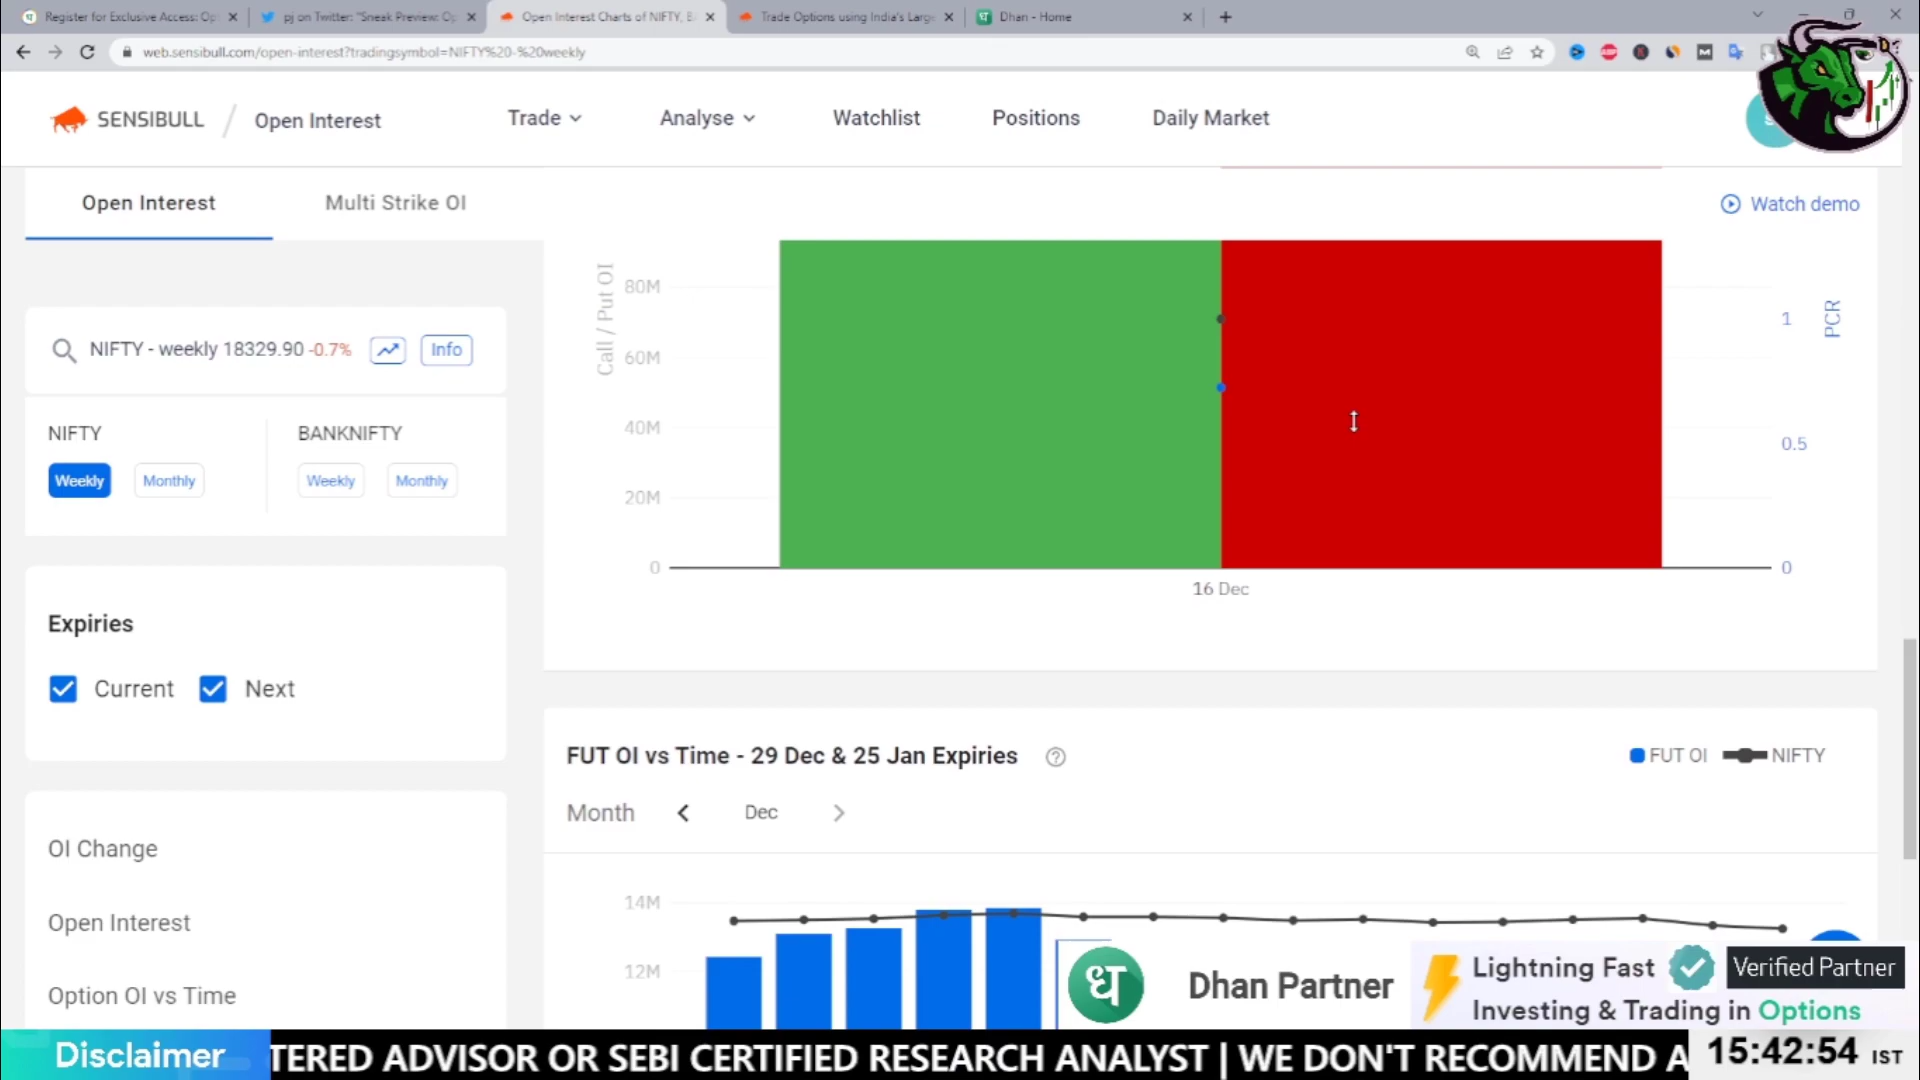 Register for Exclusive Access: Op
pj on Twitter: "Sneak Preview: O
Open Interest Charts of NIFTY, B
Trade Options using India's Large
Dhan - Home
web.sensibull.com/open-interest?tradingsymbol=NIFTY%20-%20weekly
SENSIBULL / Open Interest
Trade
Analyse
Watchlist
Positions
Daily Market
Open Interest
Multi Strike OI
Watch demo
NIFTY - weekly 18329.90 -0.7%
Info
NIFTY
BANKNIFTY
Weekly
Monthly
Weekly
Monthly
Expiries
Current
Next
OI Change
Open Interest
Option OI vs Time
Call / Put OI
80M
60M
40M
20M
0
1
0.5
0
PCR
16 Dec
FUT OI vs Time - 29 Dec & 25 Jan Expiries
FUT OI
NIFTY
Month
Dec
14M
12M
ध
Dhan Partner
Lightning Fast
Verified Partner
Investing & Trading in Options
Disclaimer
TERED ADVISOR OR SEBI CERTIFIED RESEARCH ANALYST | WE DON'T RECOMMEND A
15:42:54 IST